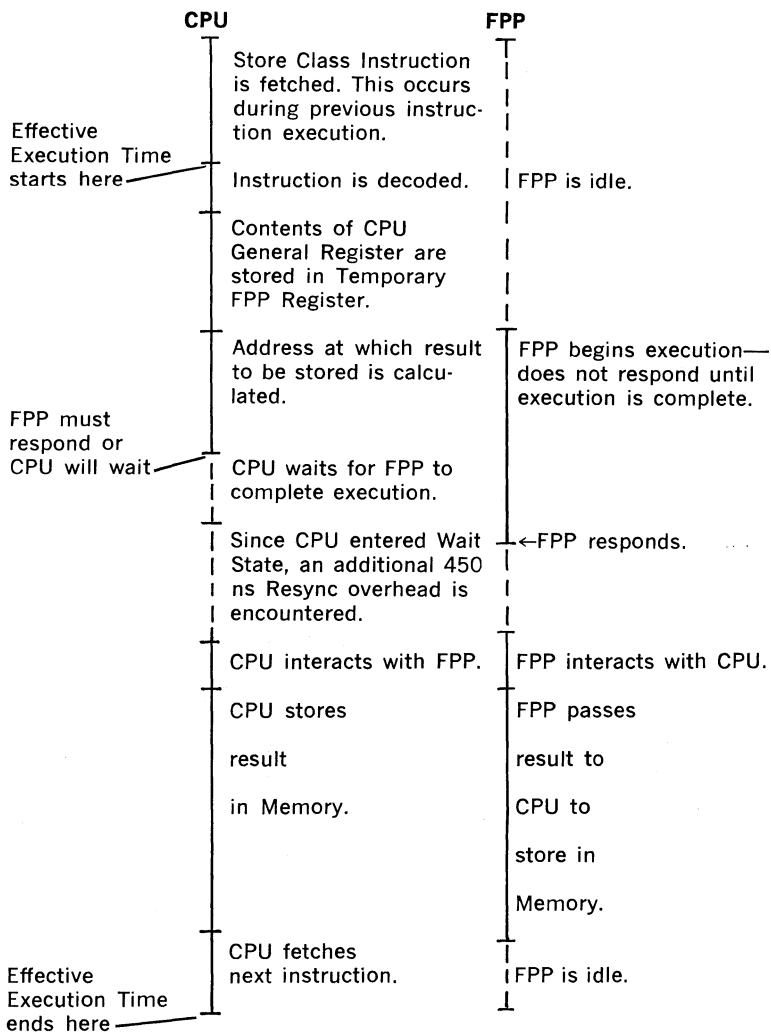 CPU
FPP
Store Class Instruction
is fetched. This occurs
during previous instruc-
tion execution.
Effective
Execution Time
starts here
Instruction is decoded.
FPP is idle.
Contents of CPU
General Register are
stored in Temporary
FPP Register.
Address at which result
to be stored is calcu-
lated.
FPP begins execution—
does not respond until
execution is complete.
FPP must
respond or
CPU will wait
CPU waits for FPP to
complete execution.
Since CPU entered Wait
State, an additional 450
ns Resync overhead is
encountered.
←FPP responds.
CPU interacts with FPP.
FPP interacts with CPU.
CPU stores
result
in Memory.
FPP passes
result to
CPU to
store in
Memory.
CPU fetches
next instruction.
FPP is idle.
Effective
Execution Time
ends here